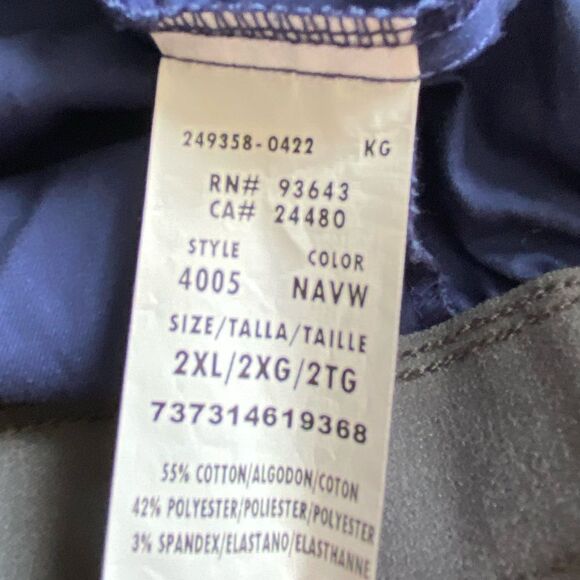 249358-0422 KG
RN# 93643
CA# 24480
STYLE COLOR
4005 NAVW
SIZE/TALLA/TAILLE
2XL/2XG/2TG
737314619368
55% COTTON/ALGODON/COTON
42% POLYESTER/POLIESTER/POLYESTER
3% SPANDEX/ELASTANO/ELASTHANNE